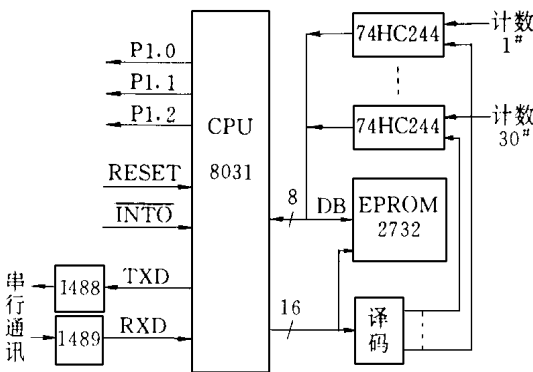 P1.0
P1.1
P1.2
RESET
INTO
TXD
RXD
串行通讯
1488
1489
CPU
8031
8
DB
16
74HC244
74HC244
计数
1#
计数
30#
EPROM
2732
译码